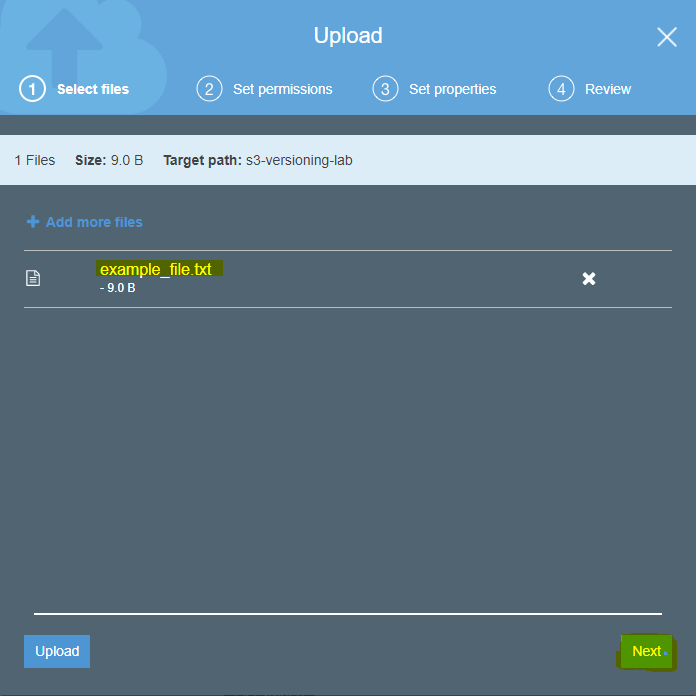 Upload
1 Select files 2 Set permissions 3 Set properties 4 Review
1 Files Size: 9.0 B Target path: s3-versioning-lab
Add more files
example_file.txt
- 9.0 B
Upload Next